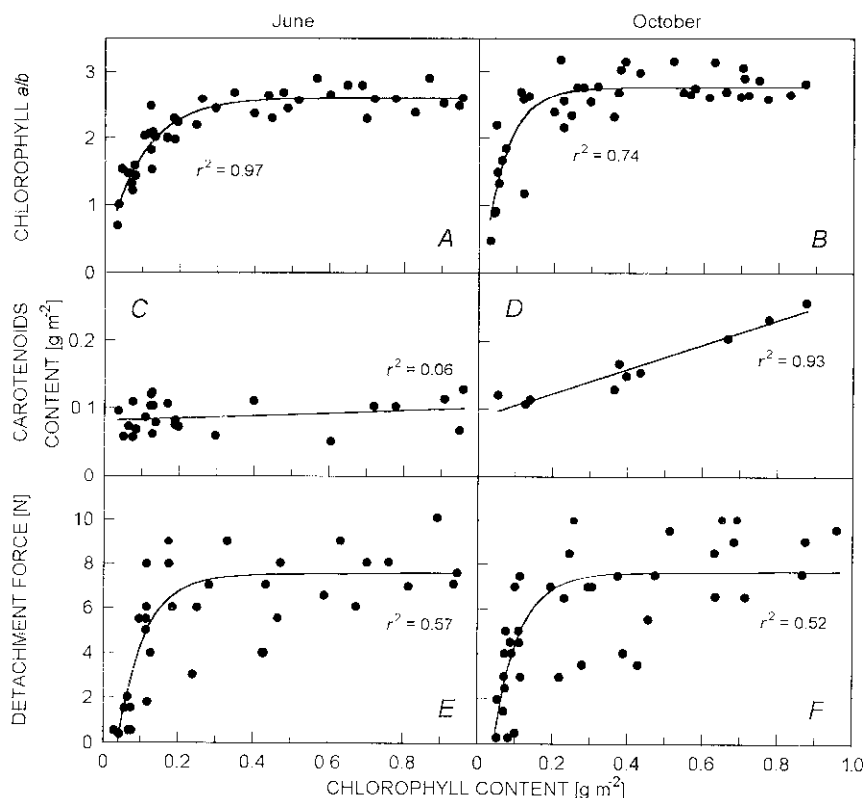 June October
CHLOROPHYLL a/b
3
2
1
0
r² = 0.97
A
r² = 0.74
B
CAROTENOIDS
CONTENT [g m⁻²]
0.2
0.1
0
C
r² = 0.06
D
r² = 0.93
DETACHMENT FORCE [N]
10
8
6
4
2
0
r² = 0.57
E
r² = 0.52
F
0 0.2 0.4 0.6 0.8 0 0.2 0.4 0.6 0.8 1.0
CHLOROPHYLL CONTENT [g m⁻²]